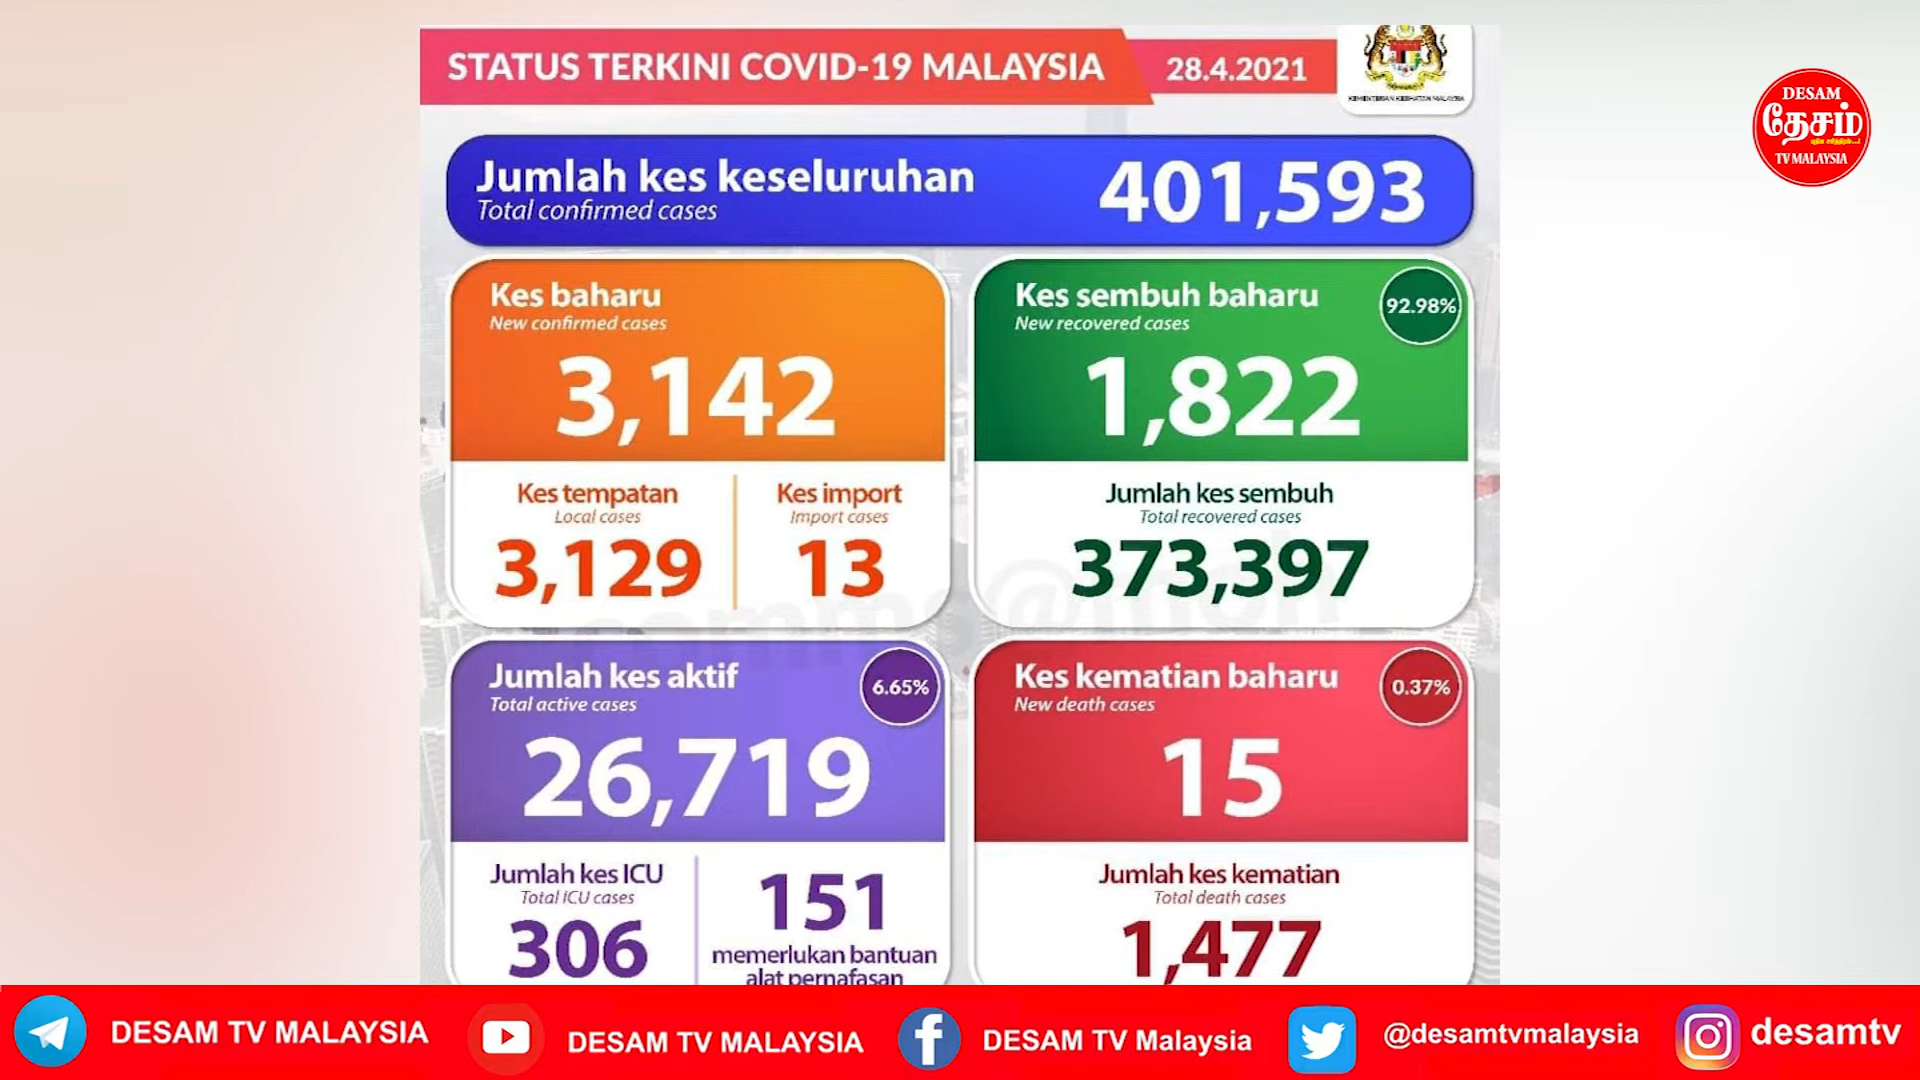 STATUS TERKINI COVID-19 MALAYSIA
28.4.2021
KEMENTERIAN KESIHATAN MALAYSIA
DESAM
தேசம்
TV MALAYSIA
Jumlah kes keseluruhan
Total confirmed cases
401,593
Kes baharu
New confirmed cases
3,142
Kes tempatan
Local cases
3,129
Kes import
Import cases
13
Kes sembuh baharu
New recovered cases
92.98%
1,822
Jumlah kes sembuh
Total recovered cases
373,397
Jumlah kes aktif
Total active cases
6.65%
26,719
Jumlah kes ICU
Total ICU cases
306
151
memerlukan bantuan
alat pernafasan
Kes kematian baharu
New death cases
0.37%
15
Jumlah kes kematian
Total death cases
1,477
DESAM TV MALAYSIA
DESAM TV MALAYSIA
DESAM TV Malaysia
@desamtvmalaysia
desamtv